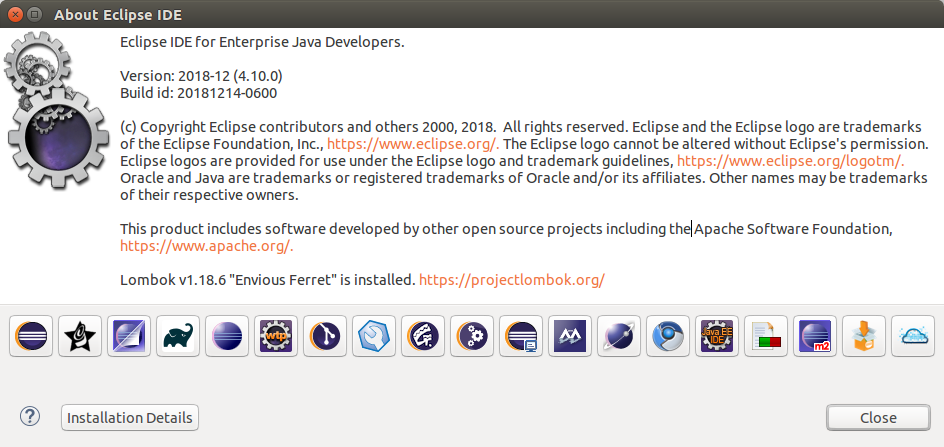 About Eclipse IDE
Eclipse IDE for Enterprise Java Developers.
Version: 2018-12 (4.10.0)
Build id: 20181214-0600
(c) Copyright Eclipse contributors and others 2000, 2018.  All rights reserved. Eclipse and the Eclipse logo are trademarks
of the Eclipse Foundation, Inc., https://www.eclipse.org/. The Eclipse logo cannot be altered without Eclipse's permission.
Eclipse logos are provided for use under the Eclipse logo and trademark guidelines, https://www.eclipse.org/logotm/.
Oracle and Java are trademarks or registered trademarks of Oracle and/or its affiliates. Other names may be trademarks
of their respective owners.
This product includes software developed by other open source projects including the Apache Software Foundation,
https://www.apache.org/.
Lombok v1.18.6 "Envious Ferret" is installed. https://projectlombok.org/
wtp
Java EE
IDE
m2
? Installation Details Close